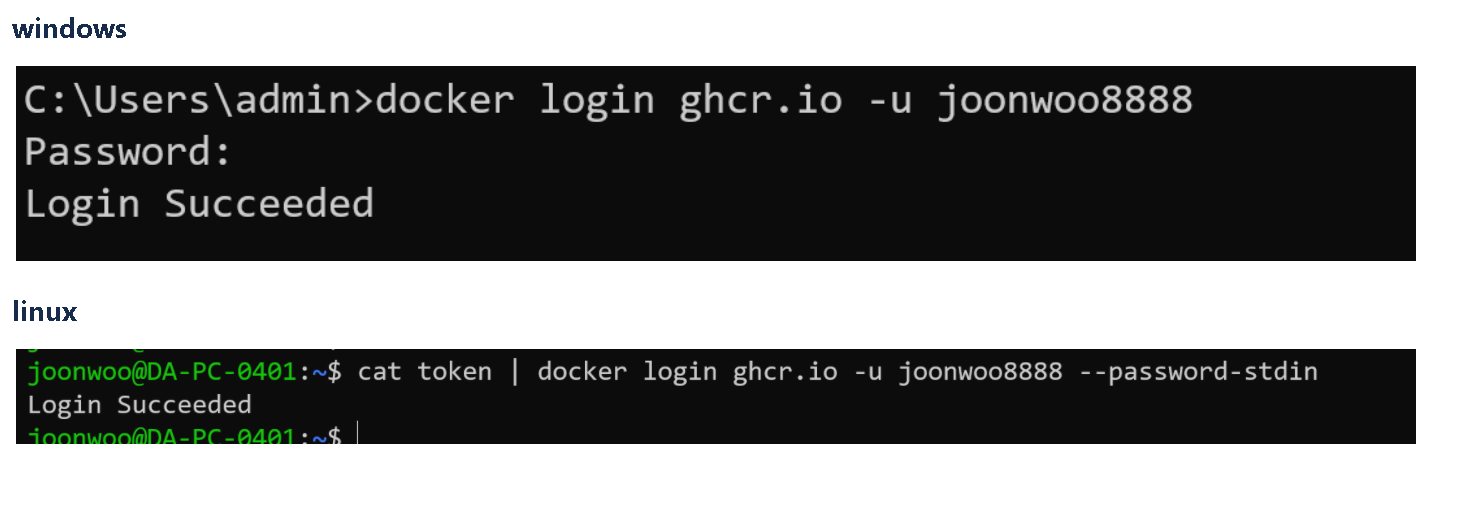 windows
C:\Users\admin>docker login ghcr.io -u joonwoo8888
Password:
Login Succeeded
linux
joonwoo@DA-PC-0401:~$ cat token | docker login ghcr.io -u joonwoo8888 --password-stdin
Login Succeeded
joonwoo@DA-PC-0401:~$